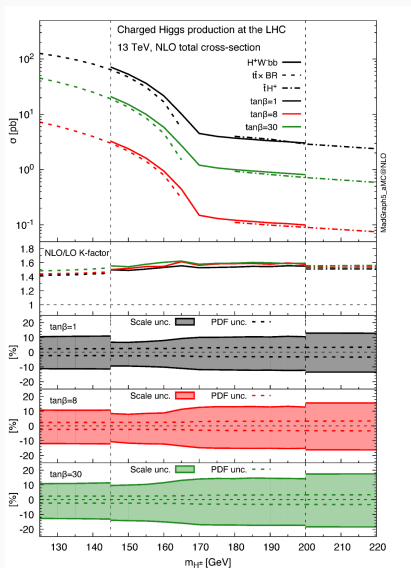 Charged Higgs production at the LHC
13 TeV, NLO total cross-section
H⁺W⁻bb̄
tt̄× BR
t̄H⁺
tanβ=1
tanβ=8
tanβ=30
10²
10¹
10⁰
10⁻¹
σ [pb]
MadGraph5_aMC@NLO
NLO/LO K-factor
1.8
1.6
1.4
1.2
1
tanβ=1 Scale unc. PDF unc.
20
10
0
-10
-20
[%]
tanβ=8 Scale unc. PDF unc.
20
10
0
-10
-20
[%]
tanβ=30 Scale unc. PDF unc.
20
10
0
-10
-20
[%]
130 140 150 160 170 180 190 200 210 220
m_H± [GeV]